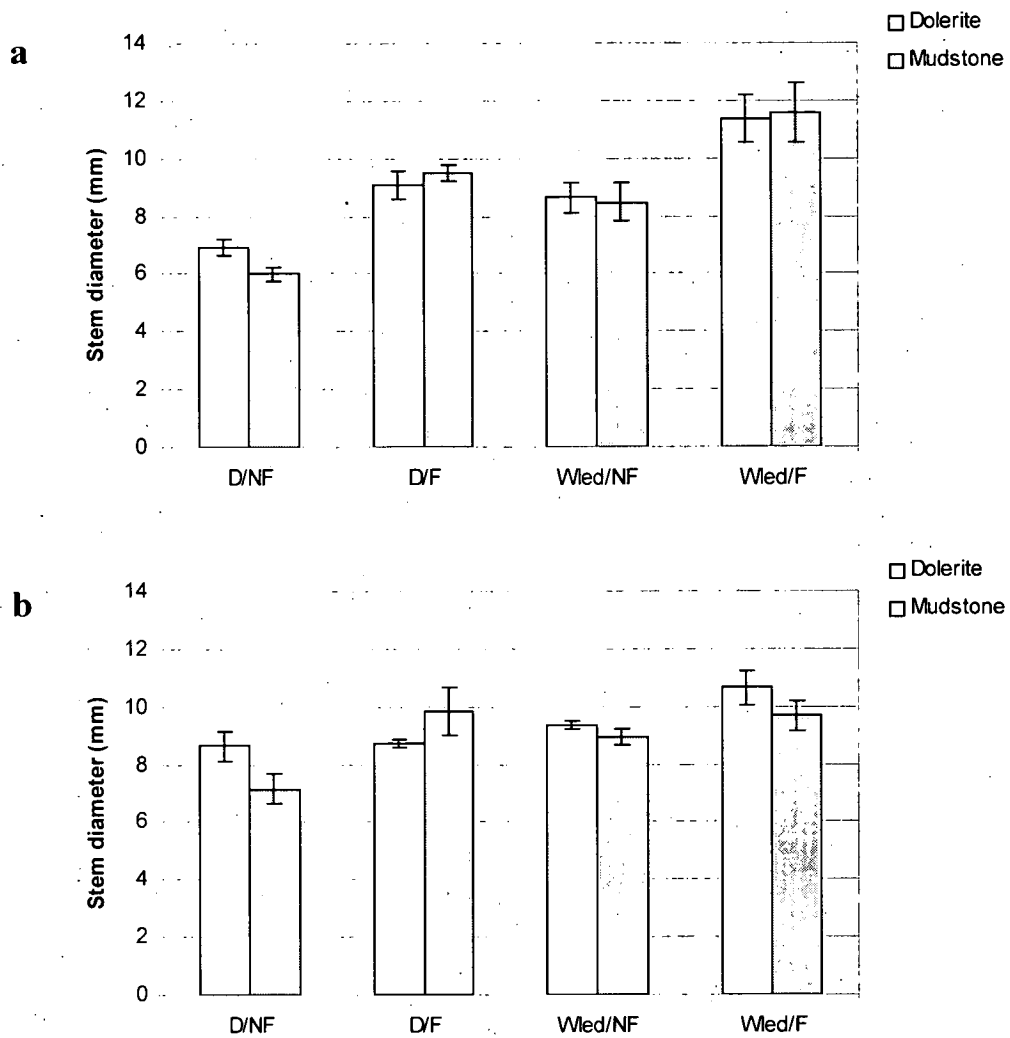 a
Dolerite
Mudstone
Stem diameter (mm)
14
12
10
8
6
4
2
0
D/NF
D/F
Wled/NF
Wled/F
b
Dolerite
Mudstone
Stem diameter (mm)
14
12
10
8
6
4
2
0
D/NF
D/F
Wled/NF
Wled/F